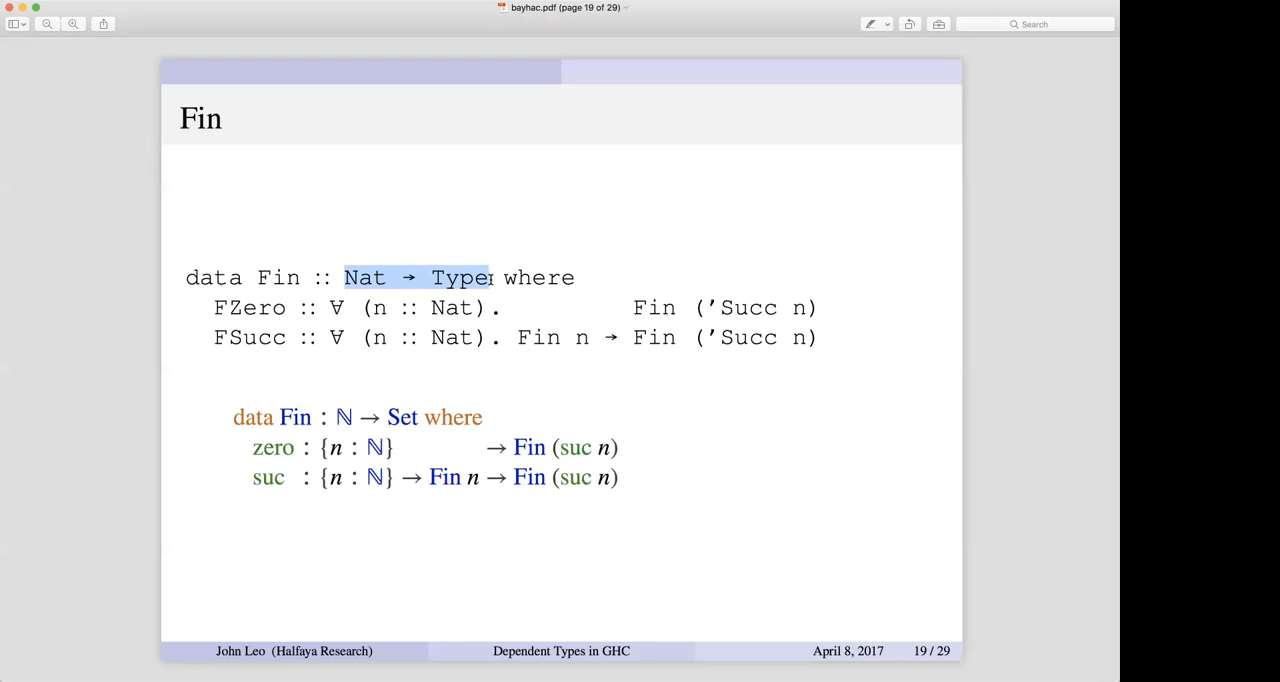 bayhac.pdf (page 19 of 29)
Search
Fin
data Fin :: Nat → Type where
FZero :: ∀ (n :: Nat). Fin ('Succ n)
FSucc :: ∀ (n :: Nat). Fin n → Fin ('Succ n)
data Fin : ℕ → Set where
zero : {n : ℕ} → Fin (suc n)
suc : {n : ℕ} → Fin n → Fin (suc n)
John Leo (Halfaya Research) Dependent Types in GHC April 8, 2017 19 / 29